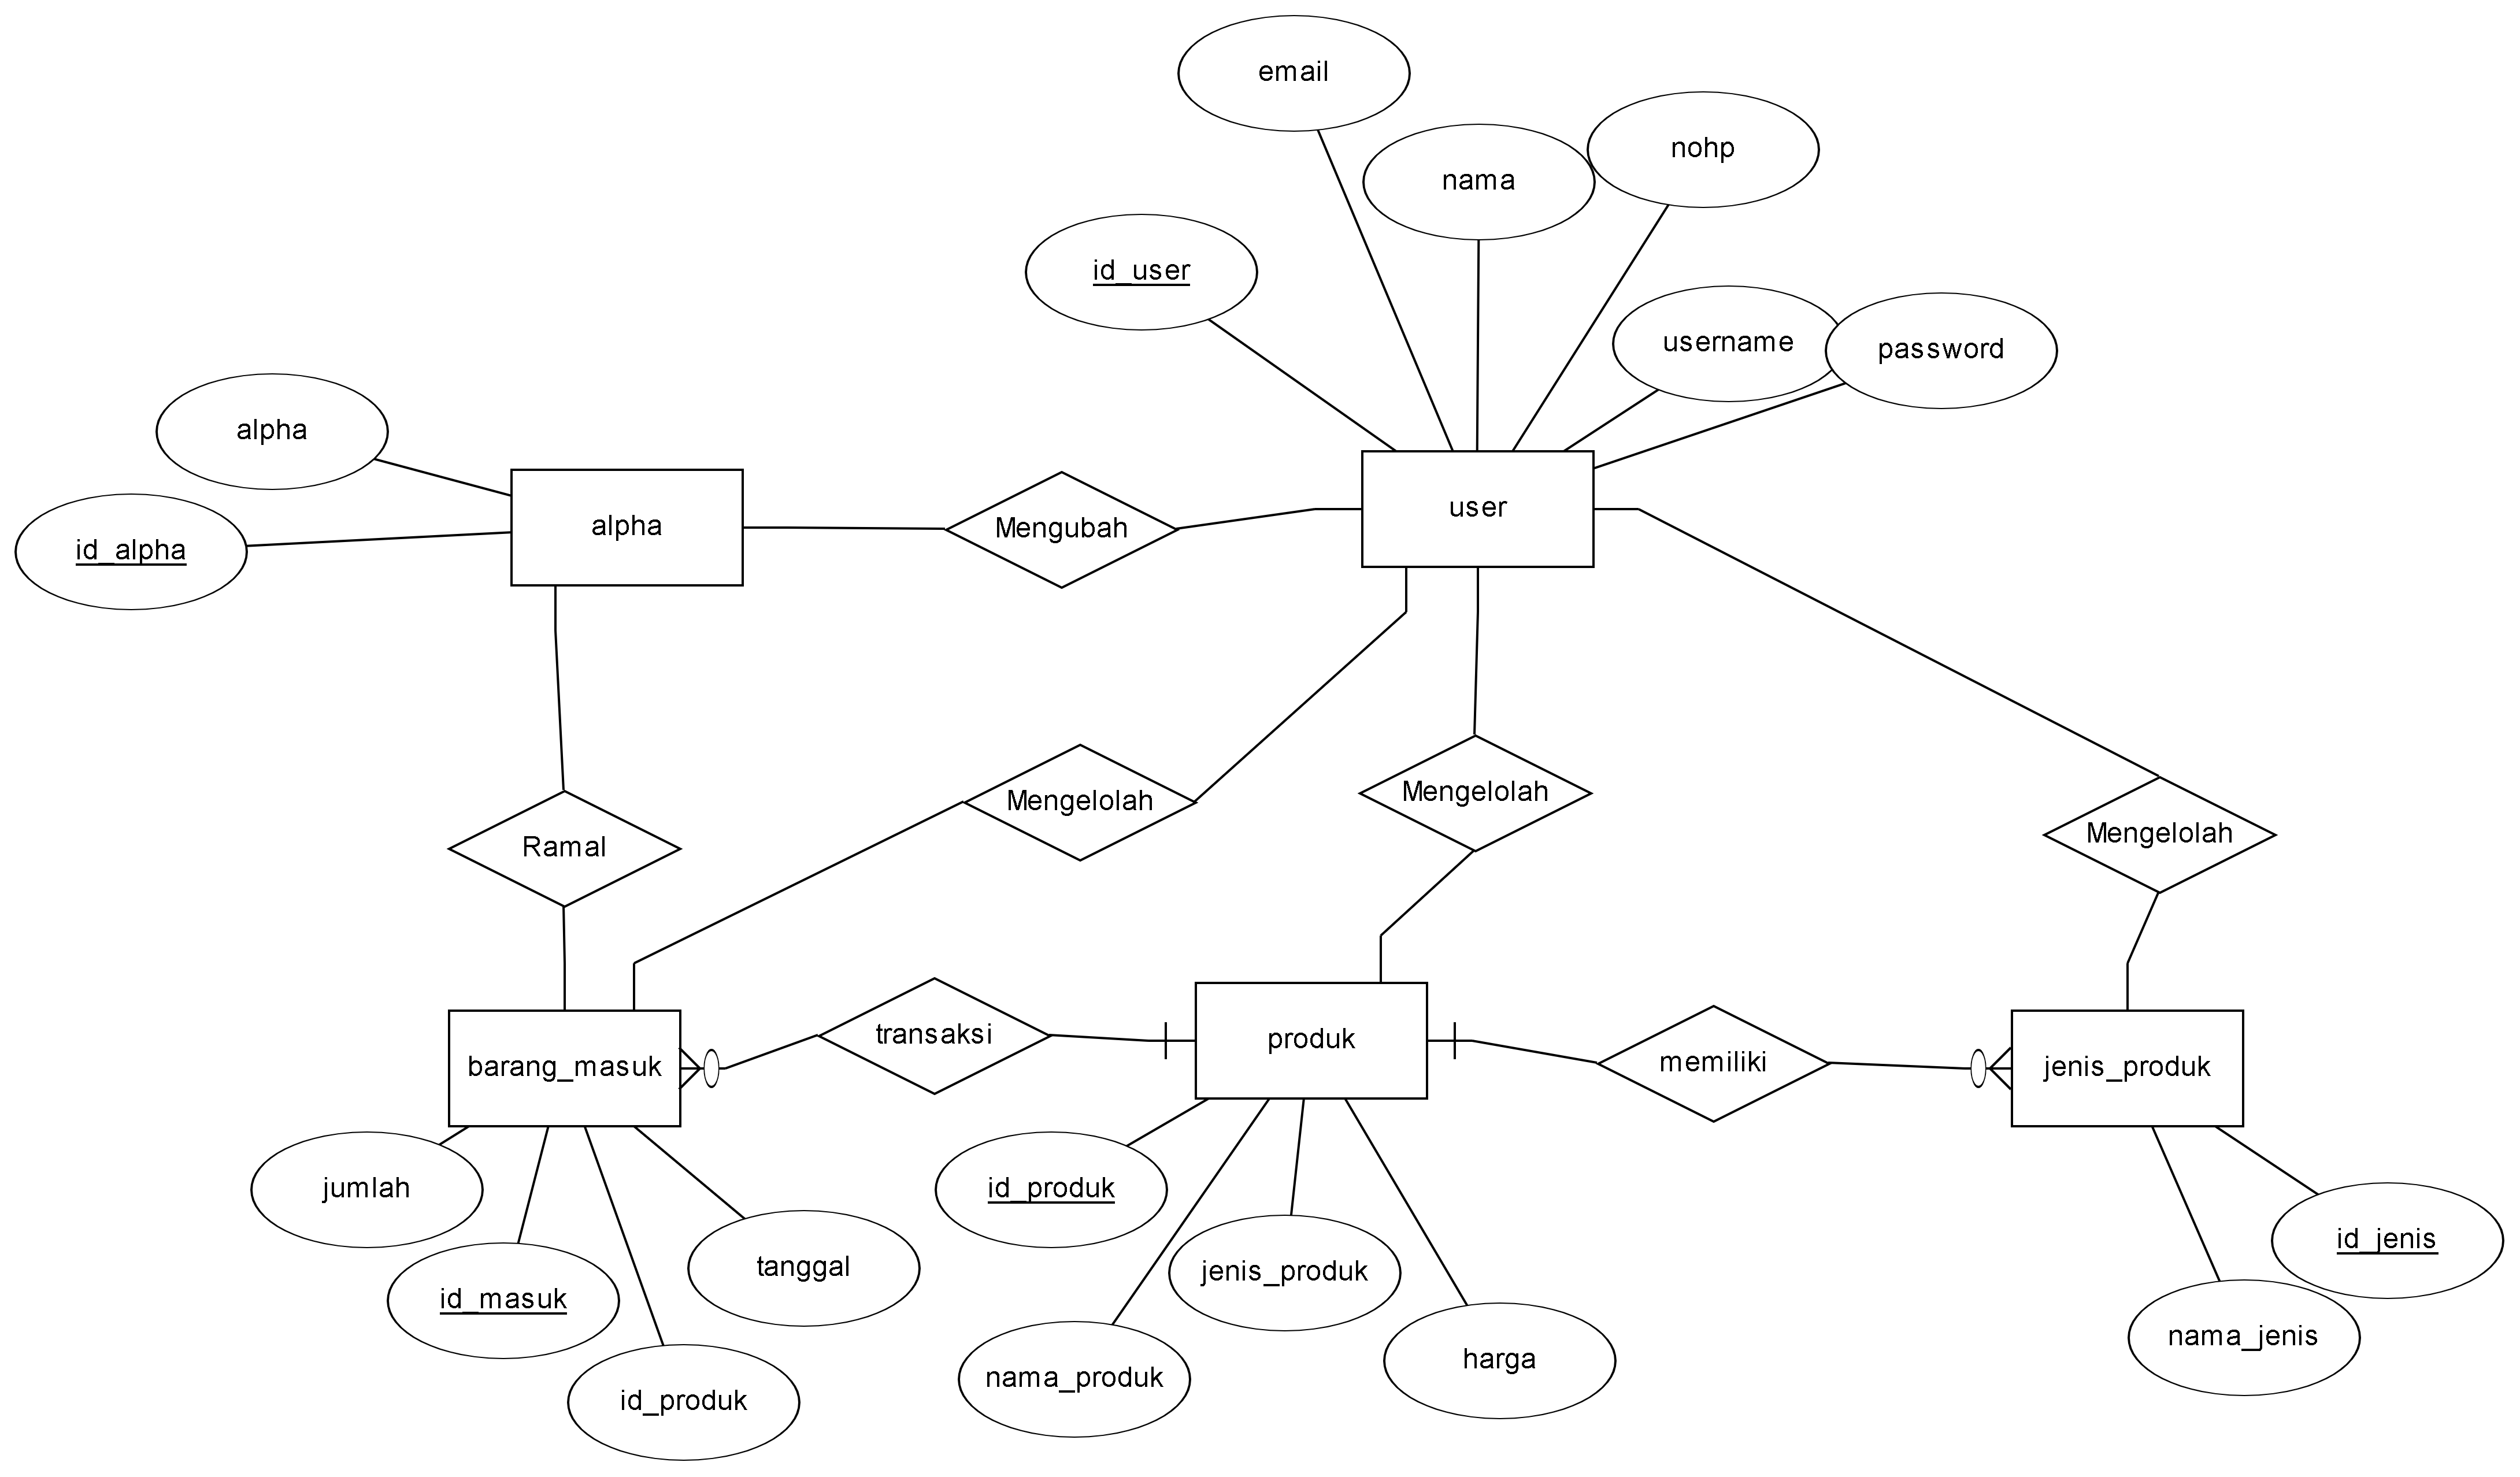 email
nohp
nama
id_user
username
password
alpha
id_alpha
alpha
Mengubah
user
Mengelolah
Mengelolah
Mengelolah
Ramal
transaksi
produk
memiliki
barang_masuk
jenis_produk
jumlah
id_produk
tanggal
jenis_produk
id_jenis
id_masuk
nama_jenis
harga
nama_produk
id_produk